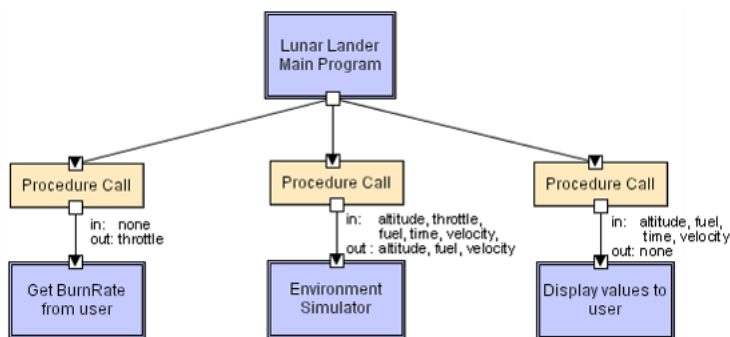 Lunar Lander
Main Program
Procedure Call
Procedure Call
Procedure Call
in: none
out: throttle
in: altitude, throttle,
fuel, time, velocity,
out: altitude, fuel, velocity
in: altitude, fuel,
time, velocity
out: none
Get BurnRate
from user
Environment
Simulator
Display values to
user